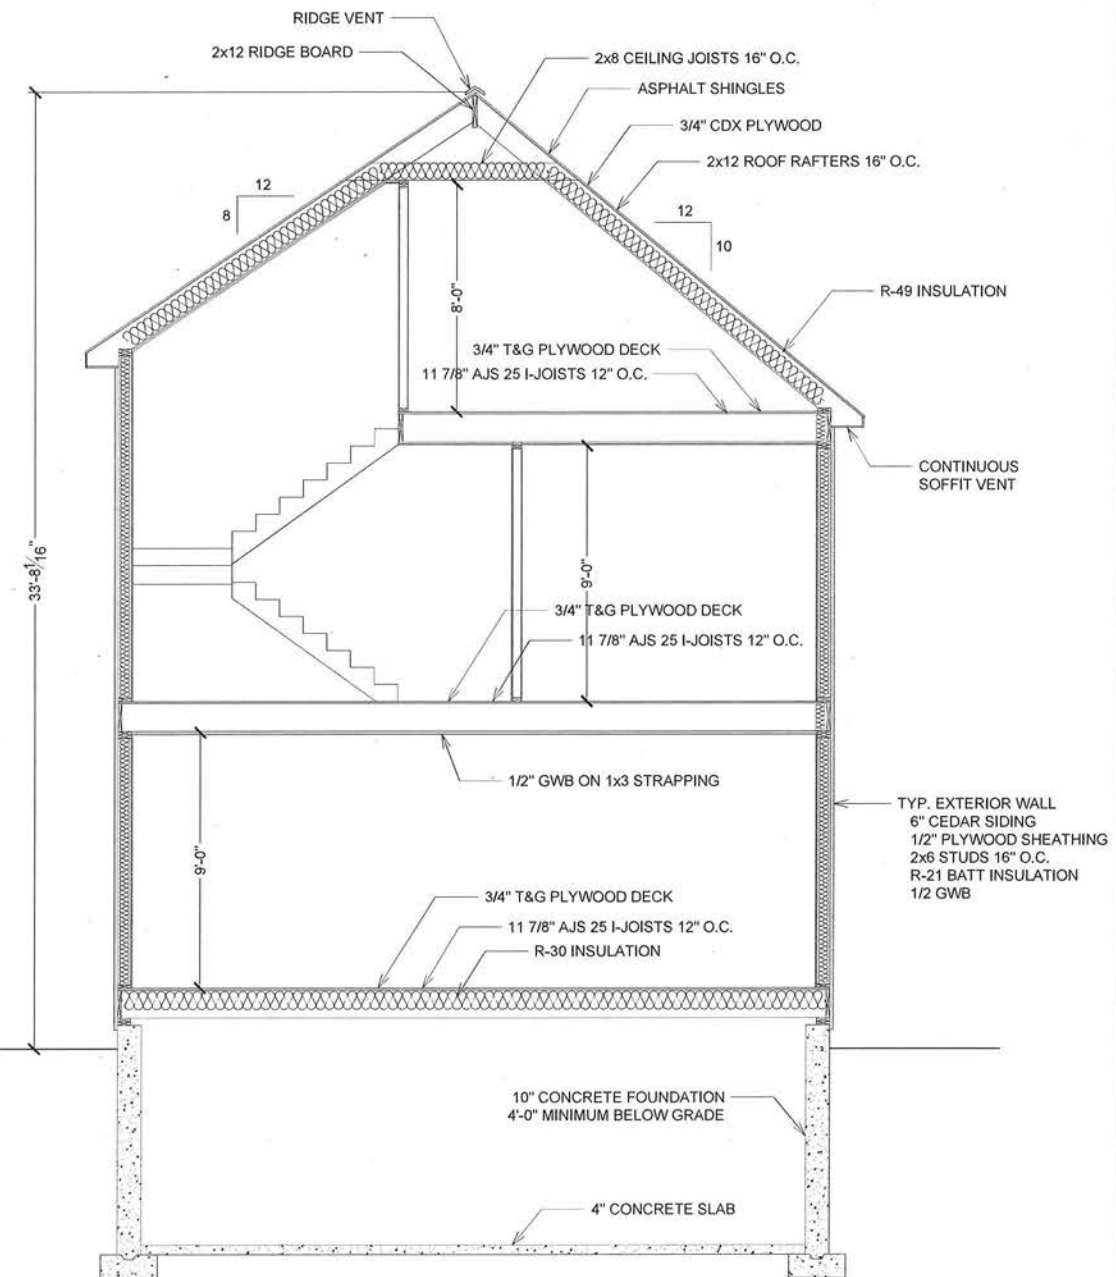 RIDGE VENT
2x12 RIDGE BOARD
2x8 CEILING JOISTS 16" O.C.
ASPHALT SHINGLES
3/4" CDX PLYWOOD
2x12 ROOF RAFTERS 16" O.C.
12
8
12
10
R-49 INSULATION
8'-0"
3/4" T&G PLYWOOD DECK
11 7/8" AJS 25 I-JOISTS 12" O.C.
CONTINUOUS
SOFFIT VENT
33'-8 1/16"
9'-0"
3/4" T&G PLYWOOD DECK
11 7/8" AJS 25 I-JOISTS 12" O.C.
1/2" GWB ON 1x3 STRAPPING
TYP. EXTERIOR WALL
6" CEDAR SIDING
1/2" PLYWOOD SHEATHING
2x6 STUDS 16" O.C.
R-21 BATT INSULATION
1/2 GWB
9'-0"
3/4" T&G PLYWOOD DECK
11 7/8" AJS 25 I-JOISTS 12" O.C.
R-30 INSULATION
10" CONCRETE FOUNDATION
4'-0" MINIMUM BELOW GRADE
4" CONCRETE SLAB